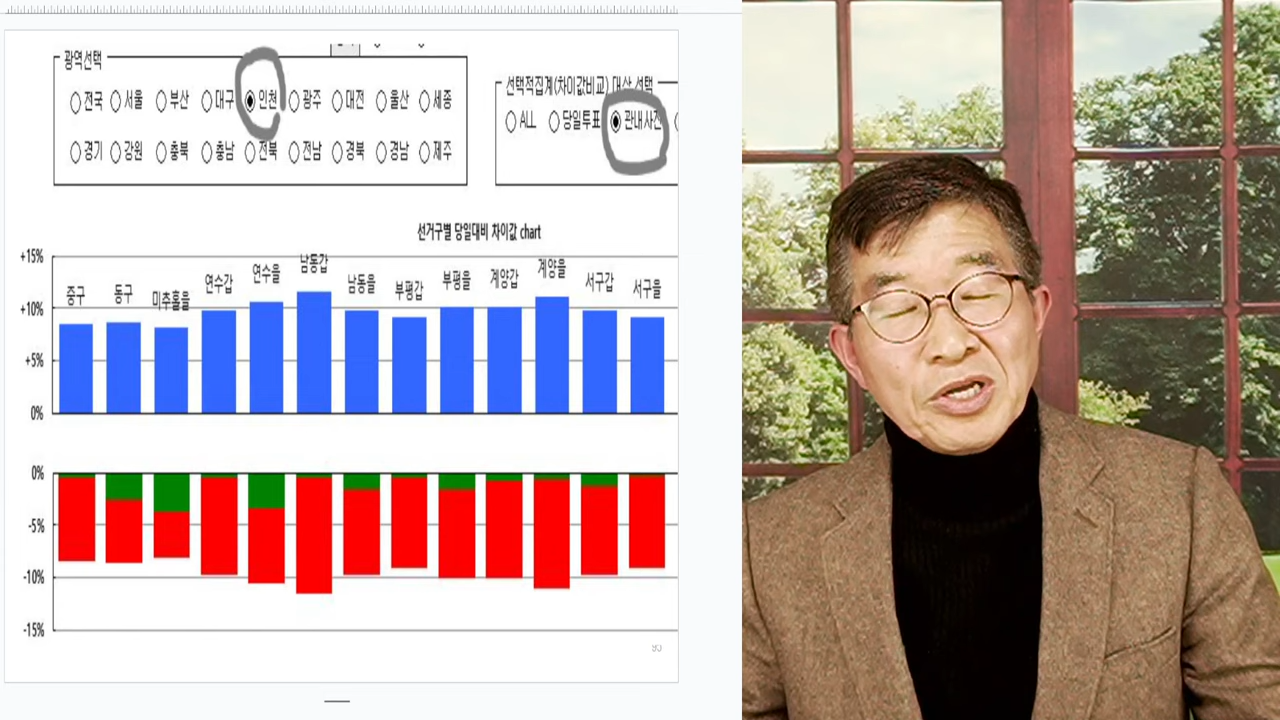 광역선택
전국 서울 부산 대구 인천 광주 대전 울산 세종
경기 강원 충북 충남 전북 전남 경북 경남 제주
선택적집계(차이값비교) 대상 선택
ALL 당일투표 관내사전
선거구별 당일대비 차이값 chart
+15%
중구 동구 미추홀을 연수갑 연수을 남동갑 남동을 부평갑 부평을 계양갑 계양을 서구갑 서구을
+10%
+5%
0%
0%
-5%
-10%
-15%